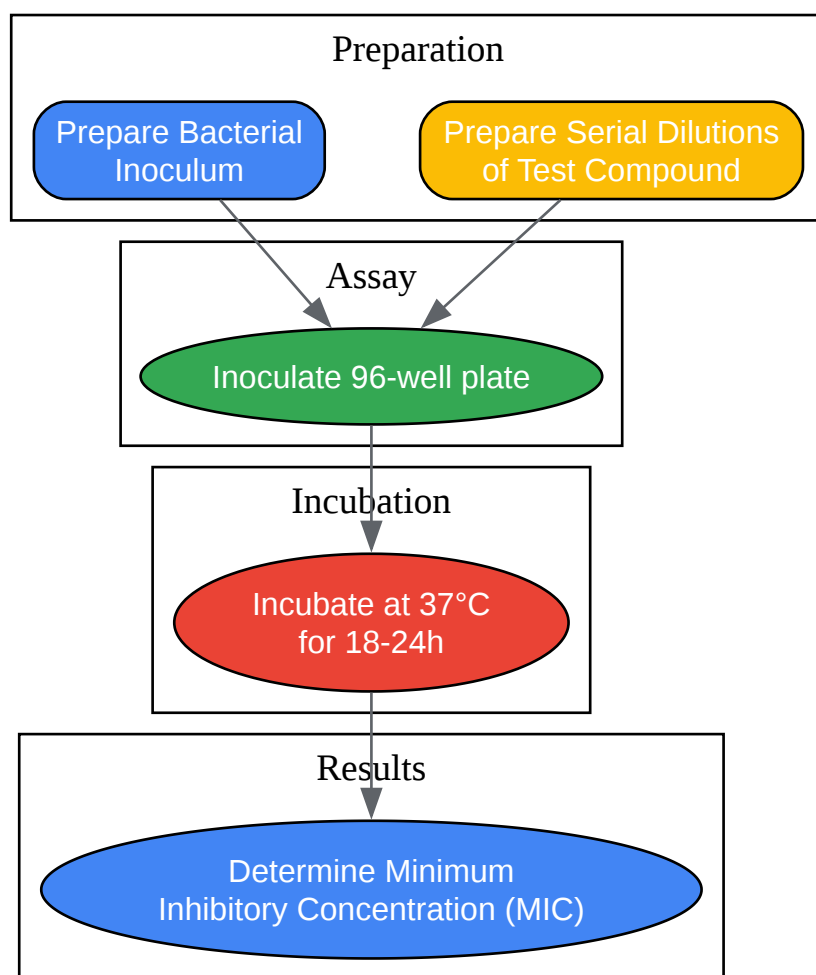 Preparation
Prepare Bacterial
Inoculum
Prepare Serial Dilutions
of Test Compound
Assay
Inoculate 96-well plate
Incubation
Incubate at 37°C
for 18-24h
Results
Determine Minimum
Inhibitory Concentration (MIC)